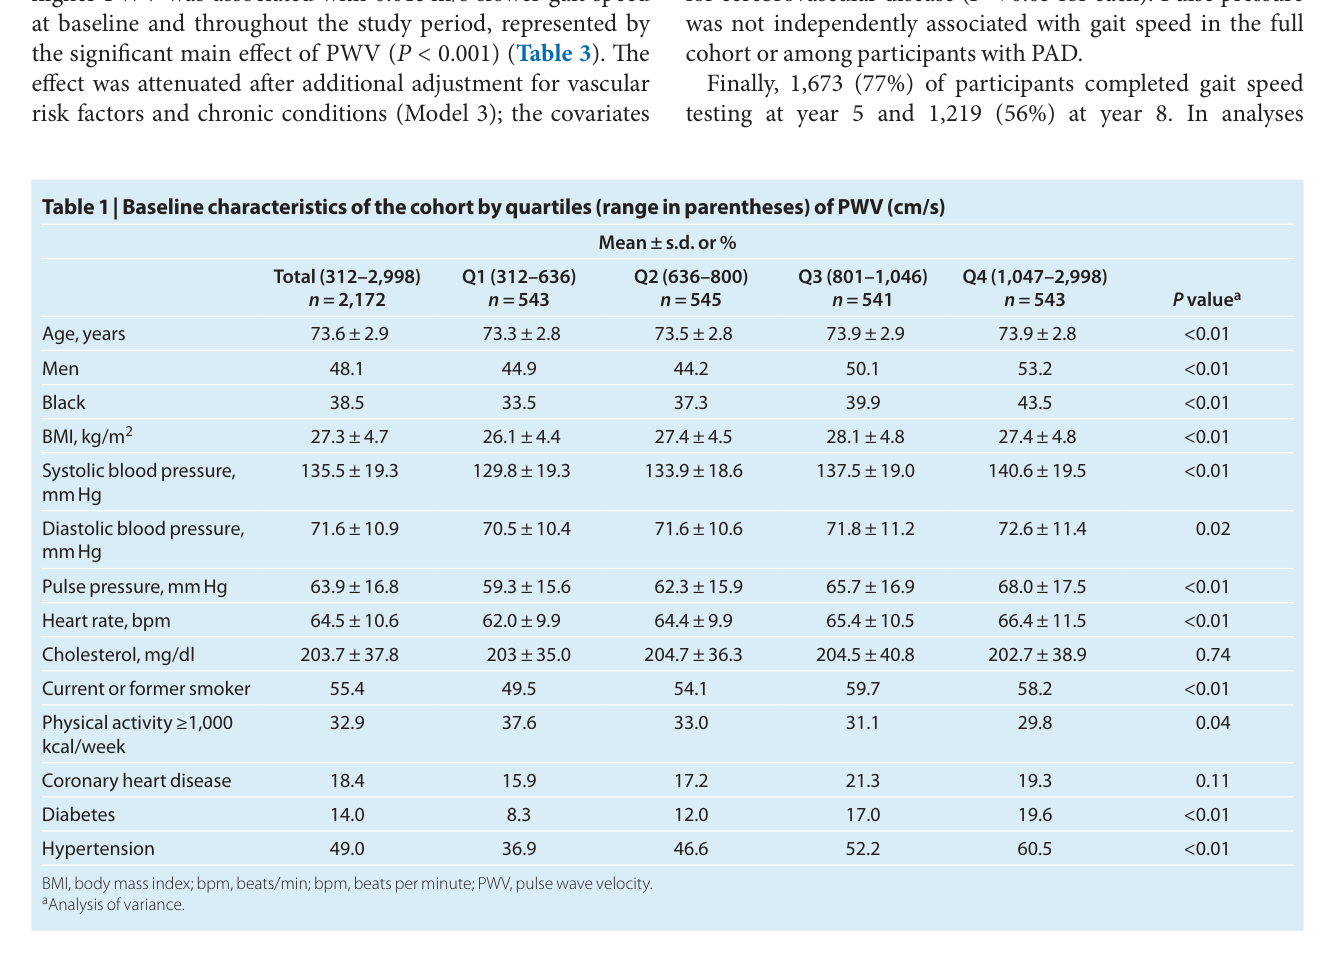 higher PWV was associated with 0.012 m/s slower gait speed
at baseline and throughout the study period, represented by
the significant main effect of PWV (P < 0.001) (Table 3). The
effect was attenuated after additional adjustment for vascular
risk factors and chronic conditions (Model 3); the covariates
for cerebrovascular disease (P
was not independently associated with gait speed in the full
cohort or among participants with PAD.
Finally, 1,673 (77%) of participants completed gait speed
testing at year 5 and 1,219 (56%) at year 8. In analyses
Table 1 | Baseline characteristics of the cohort by quartiles (range in parentheses) of PWV (cm/s)
Mean ± s.d. or %
Total (312–2,998) Q1 (312–636) Q2 (636–800) Q3 (801–1,046) Q4 (1,047–2,998)
n = 2,172 n = 543 n = 545 n = 541 n = 543 P valueᵃ
Age, years 73.6 ± 2.9 73.3 ± 2.8 73.5 ± 2.8 73.9 ± 2.9 73.9 ± 2.8 <0.01
Men 48.1 44.9 44.2 50.1 53.2 <0.01
Black 38.5 33.5 37.3 39.9 43.5 <0.01
BMI, kg/m² 27.3 ± 4.7 26.1 ± 4.4 27.4 ± 4.5 28.1 ± 4.8 27.4 ± 4.8 <0.01
Systolic blood pressure, 135.5 ± 19.3 129.8 ± 19.3 133.9 ± 18.6 137.5 ± 19.0 140.6 ± 19.5 <0.01
mm Hg
Diastolic blood pressure, 71.6 ± 10.9 70.5 ± 10.4 71.6 ± 10.6 71.8 ± 11.2 72.6 ± 11.4 0.02
mm Hg
Pulse pressure, mm Hg 63.9 ± 16.8 59.3 ± 15.6 62.3 ± 15.9 65.7 ± 16.9 68.0 ± 17.5 <0.01
Heart rate, bpm 64.5 ± 10.6 62.0 ± 9.9 64.4 ± 9.9 65.4 ± 10.5 66.4 ± 11.5 <0.01
Cholesterol, mg/dl 203.7 ± 37.8 203 ± 35.0 204.7 ± 36.3 204.5 ± 40.8 202.7 ± 38.9 0.74
Current or former smoker 55.4 49.5 54.1 59.7 58.2 <0.01
Physical activity ≥1,000 32.9 37.6 33.0 31.1 29.8 0.04
kcal/week
Coronary heart disease 18.4 15.9 17.2 21.3 19.3 0.11
Diabetes 14.0 8.3 12.0 17.0 19.6 <0.01
Hypertension 49.0 36.9 46.6 52.2 60.5 <0.01
BMI, body mass index; bpm, beats/min; bpm, beats per minute; PWV, pulse wave velocity.
ᵃAnalysis of variance.